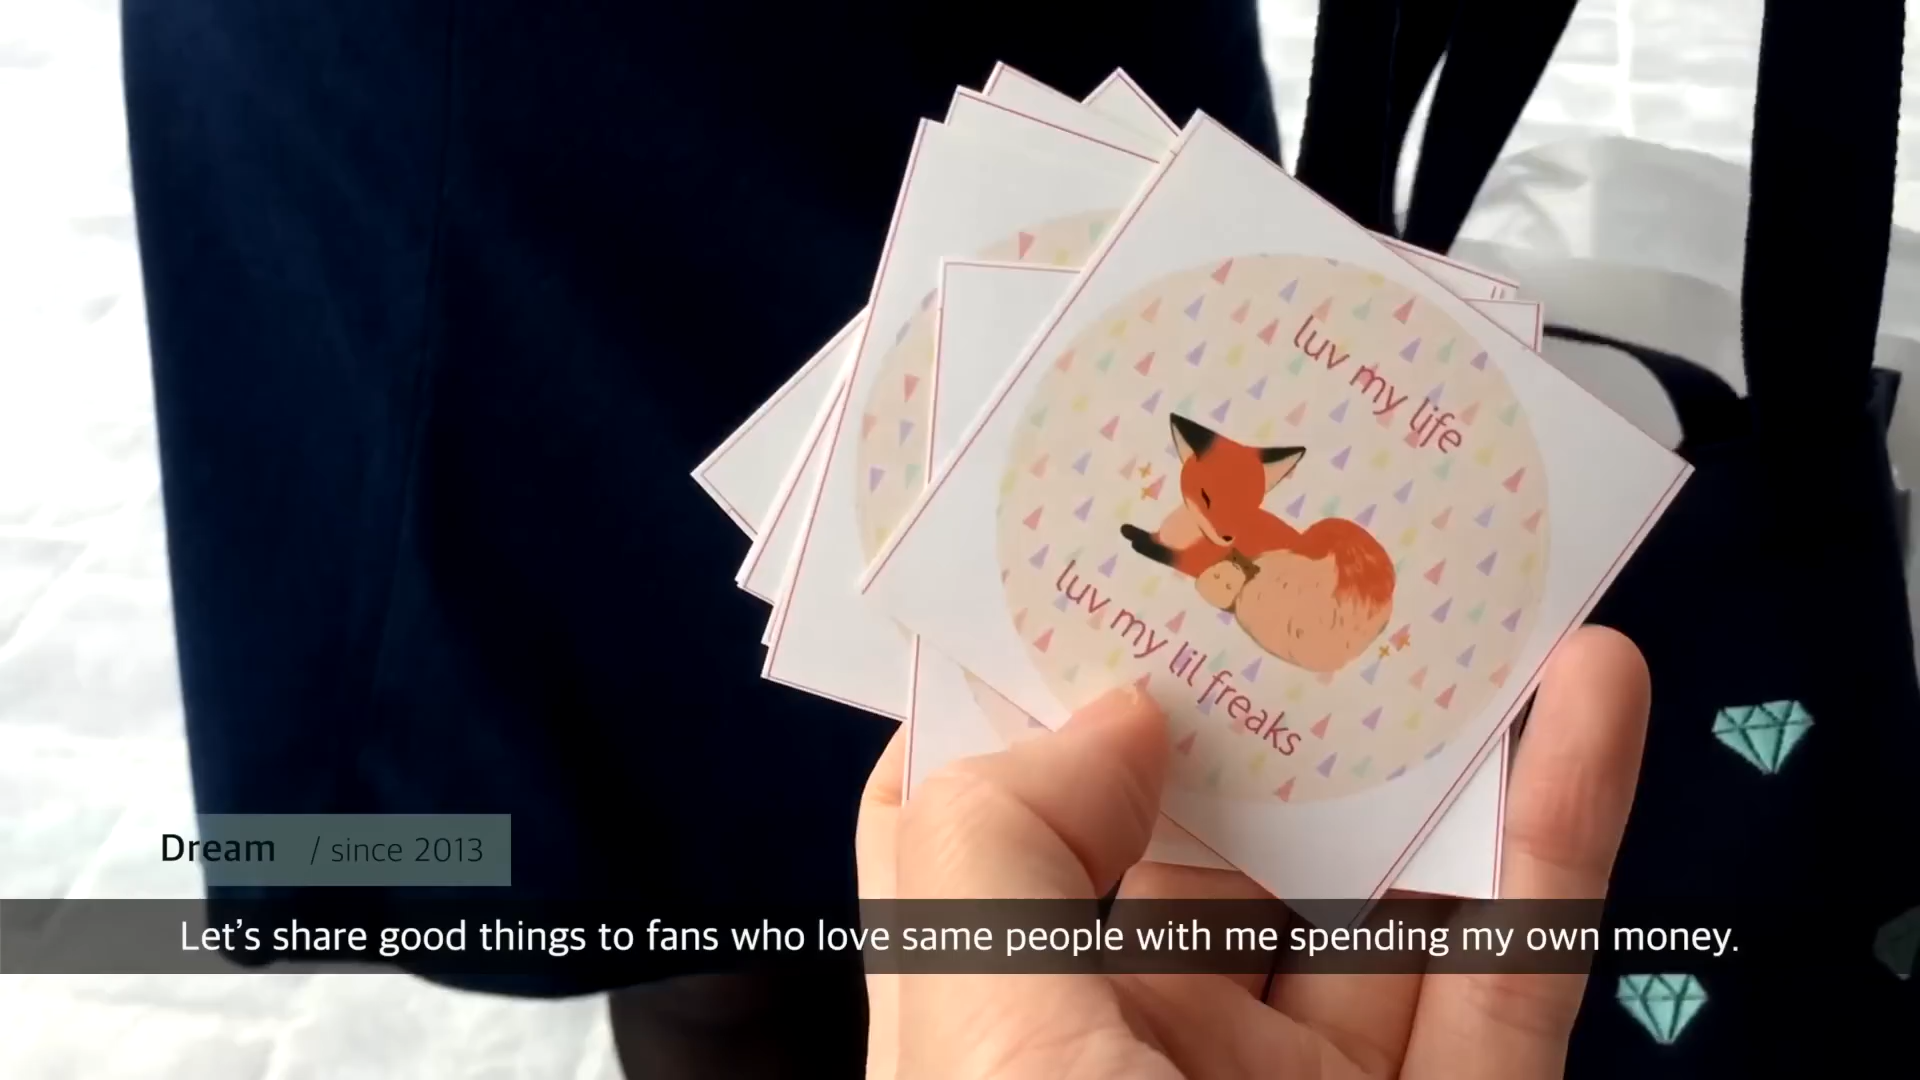 luv my life
luv my lil freaks
Dream / since 2013
Let's share good things to fans who love same people with me spending my own money.